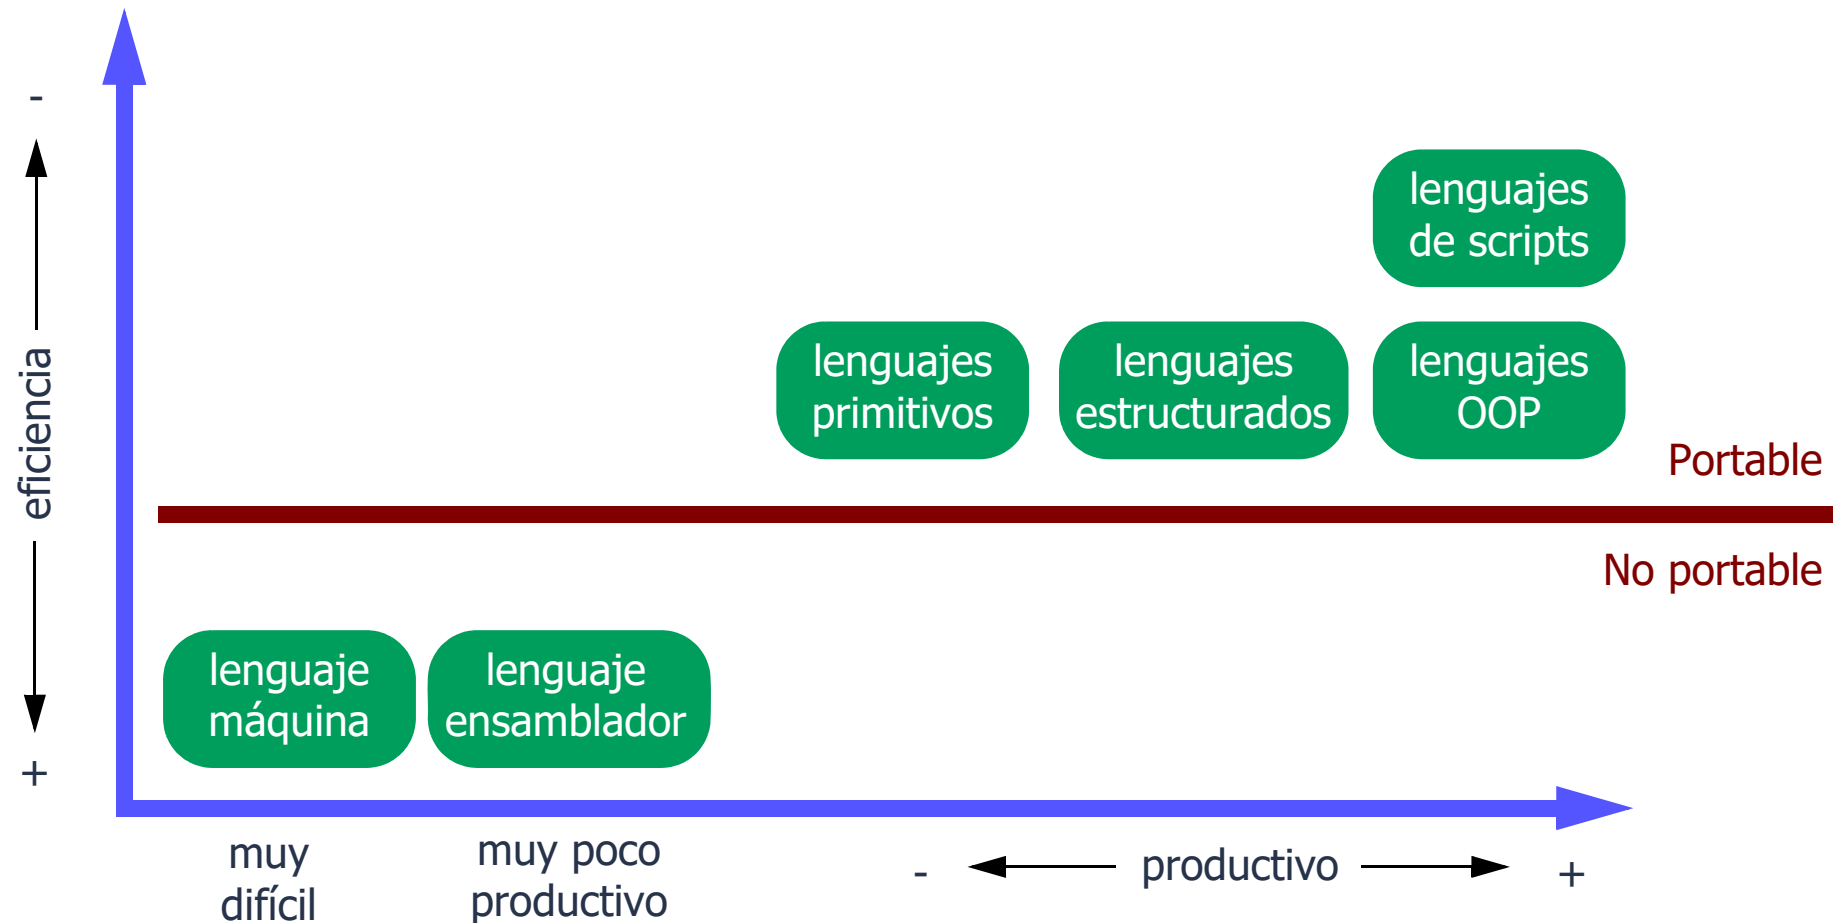 -
eficiencia
+
lenguajes
de scripts
lenguajes
primitivos
lenguajes
estructurados
lenguajes
OOP
Portable
No portable
lenguaje
máquina
lenguaje
ensamblador
muy
difícil
muy poco
productivo
-
productivo
+